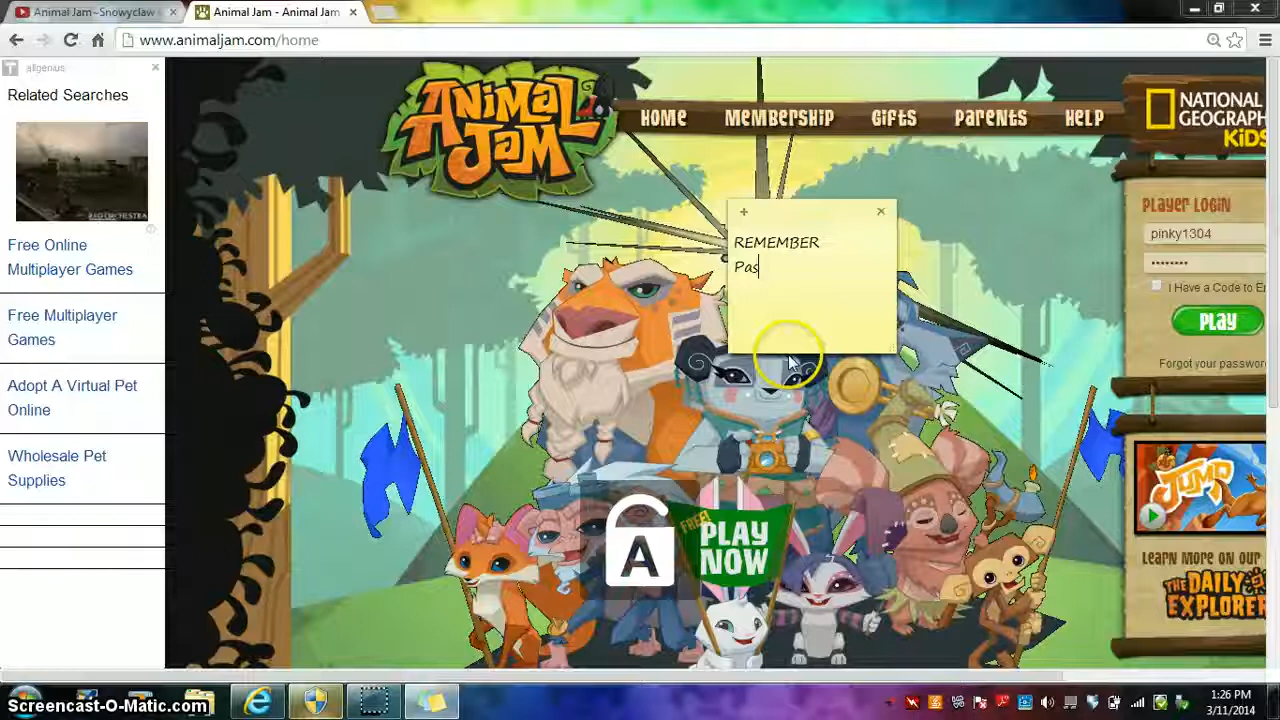 Animal Jam-Snowyclaw
Animal Jam - Animal Jam
www.animaljam.com/home
Related Searches
Free Online
Multiplayer Games
Free Multiplayer
Games
Adopt A Virtual Pet
Online
Wholesale Pet
Supplies
ANIMAL
JAM
HOME
MEMBERSHIP
GIFTS
PARENTS
HELP
NATIONAL
GEOGRAPH
KiDS
PLAYER LOGIN
pinky1304
••••••••
I Have a Code to En
PLAY
Forgot your passwor
REMEMBER
Pas
A
FREE!
PLAY
NOW
JUMP
LEARN MORE ON OUR
THE DAILY
EXPLORER
Screencast-O-Matic.com
1:26 PM
3/11/2014